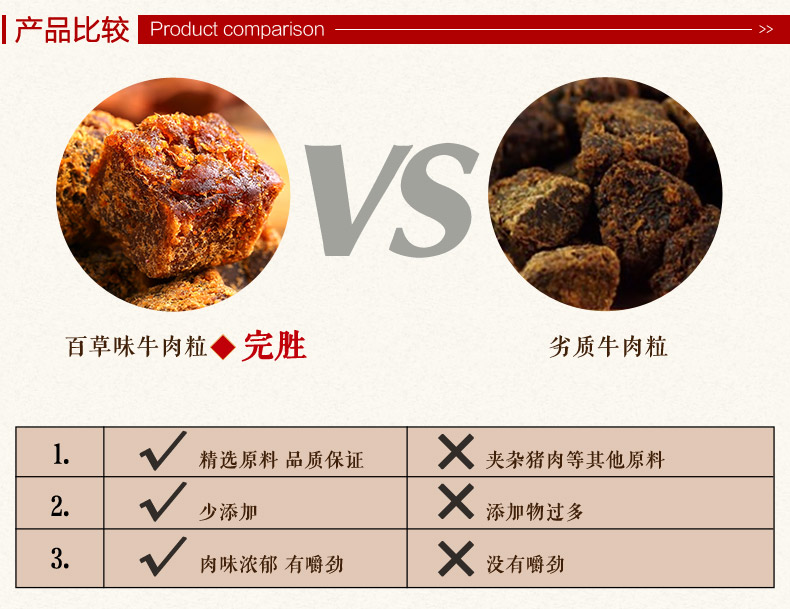 产品比较 Product comparison >>
VS
百草味牛肉粒 完胜 劣质牛肉粒
1. 精选原料 品质保证 夹杂猪肉等其他原料
2. 少添加 添加物过多
3. 肉味浓郁 有嚼劲 没有嚼劲